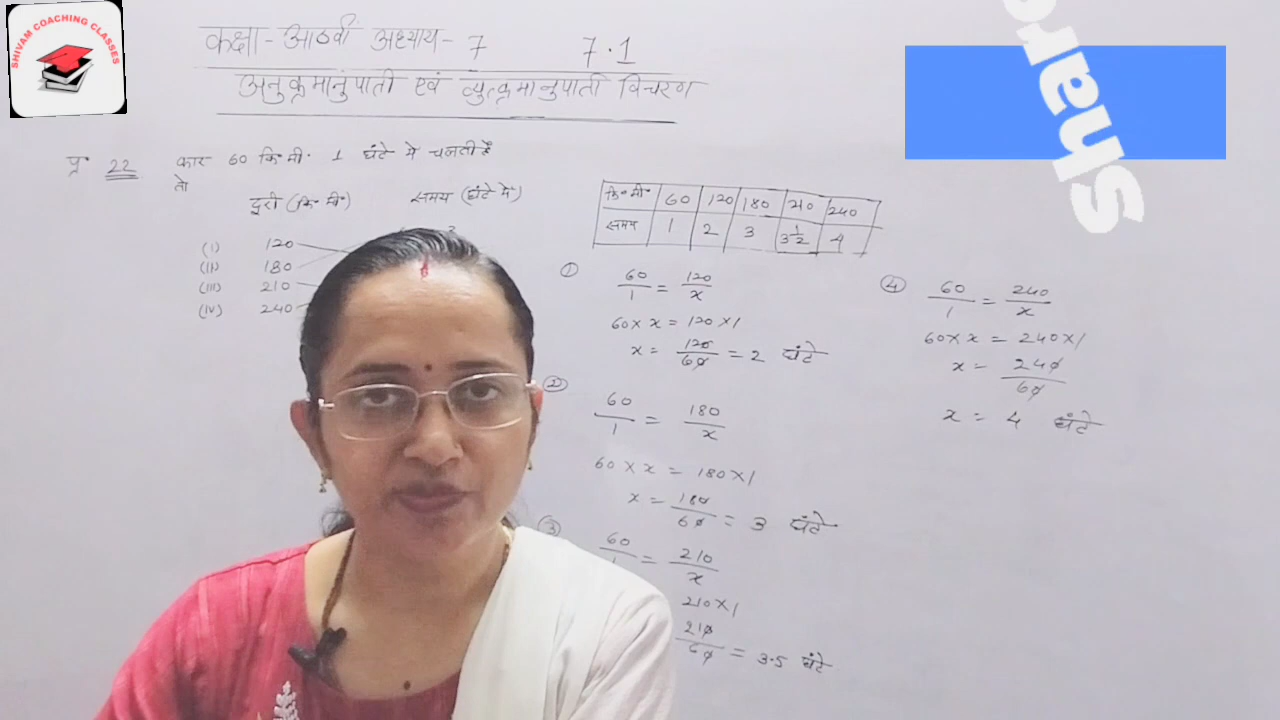 SHIVAM COACHING CLASSES
कक्षा- आठवी अध्याय- 7 7.1
अनुक्रमानुपाती एवं व्युत्क्रमानुपाती विचरण
प्र 22 कार 60 कि.मी. 1 घंटे मे चलती है
तो
दूरी (कि. मी.) समय (घंटे में)
(i) 120
(ii) 180
(iii) 210
(iv) 240
कि.मी. 60 120 180 210 240
समय 1 2 3 3 1/2 4
① 60/1 = 120/x
60 × x = 120 × 1
x = 120/60 = 2 घंटे
② 60/1 = 180/x
60 × x = 180 × 1
x = 180/60 = 3 घंटे
③ 60/1 = 210/x
210 × 1
210/60 = 3.5 घंटे
④ 60/1 = 240/x
60 × x = 240 × 1
x = 240/60
x = 4 घंटे